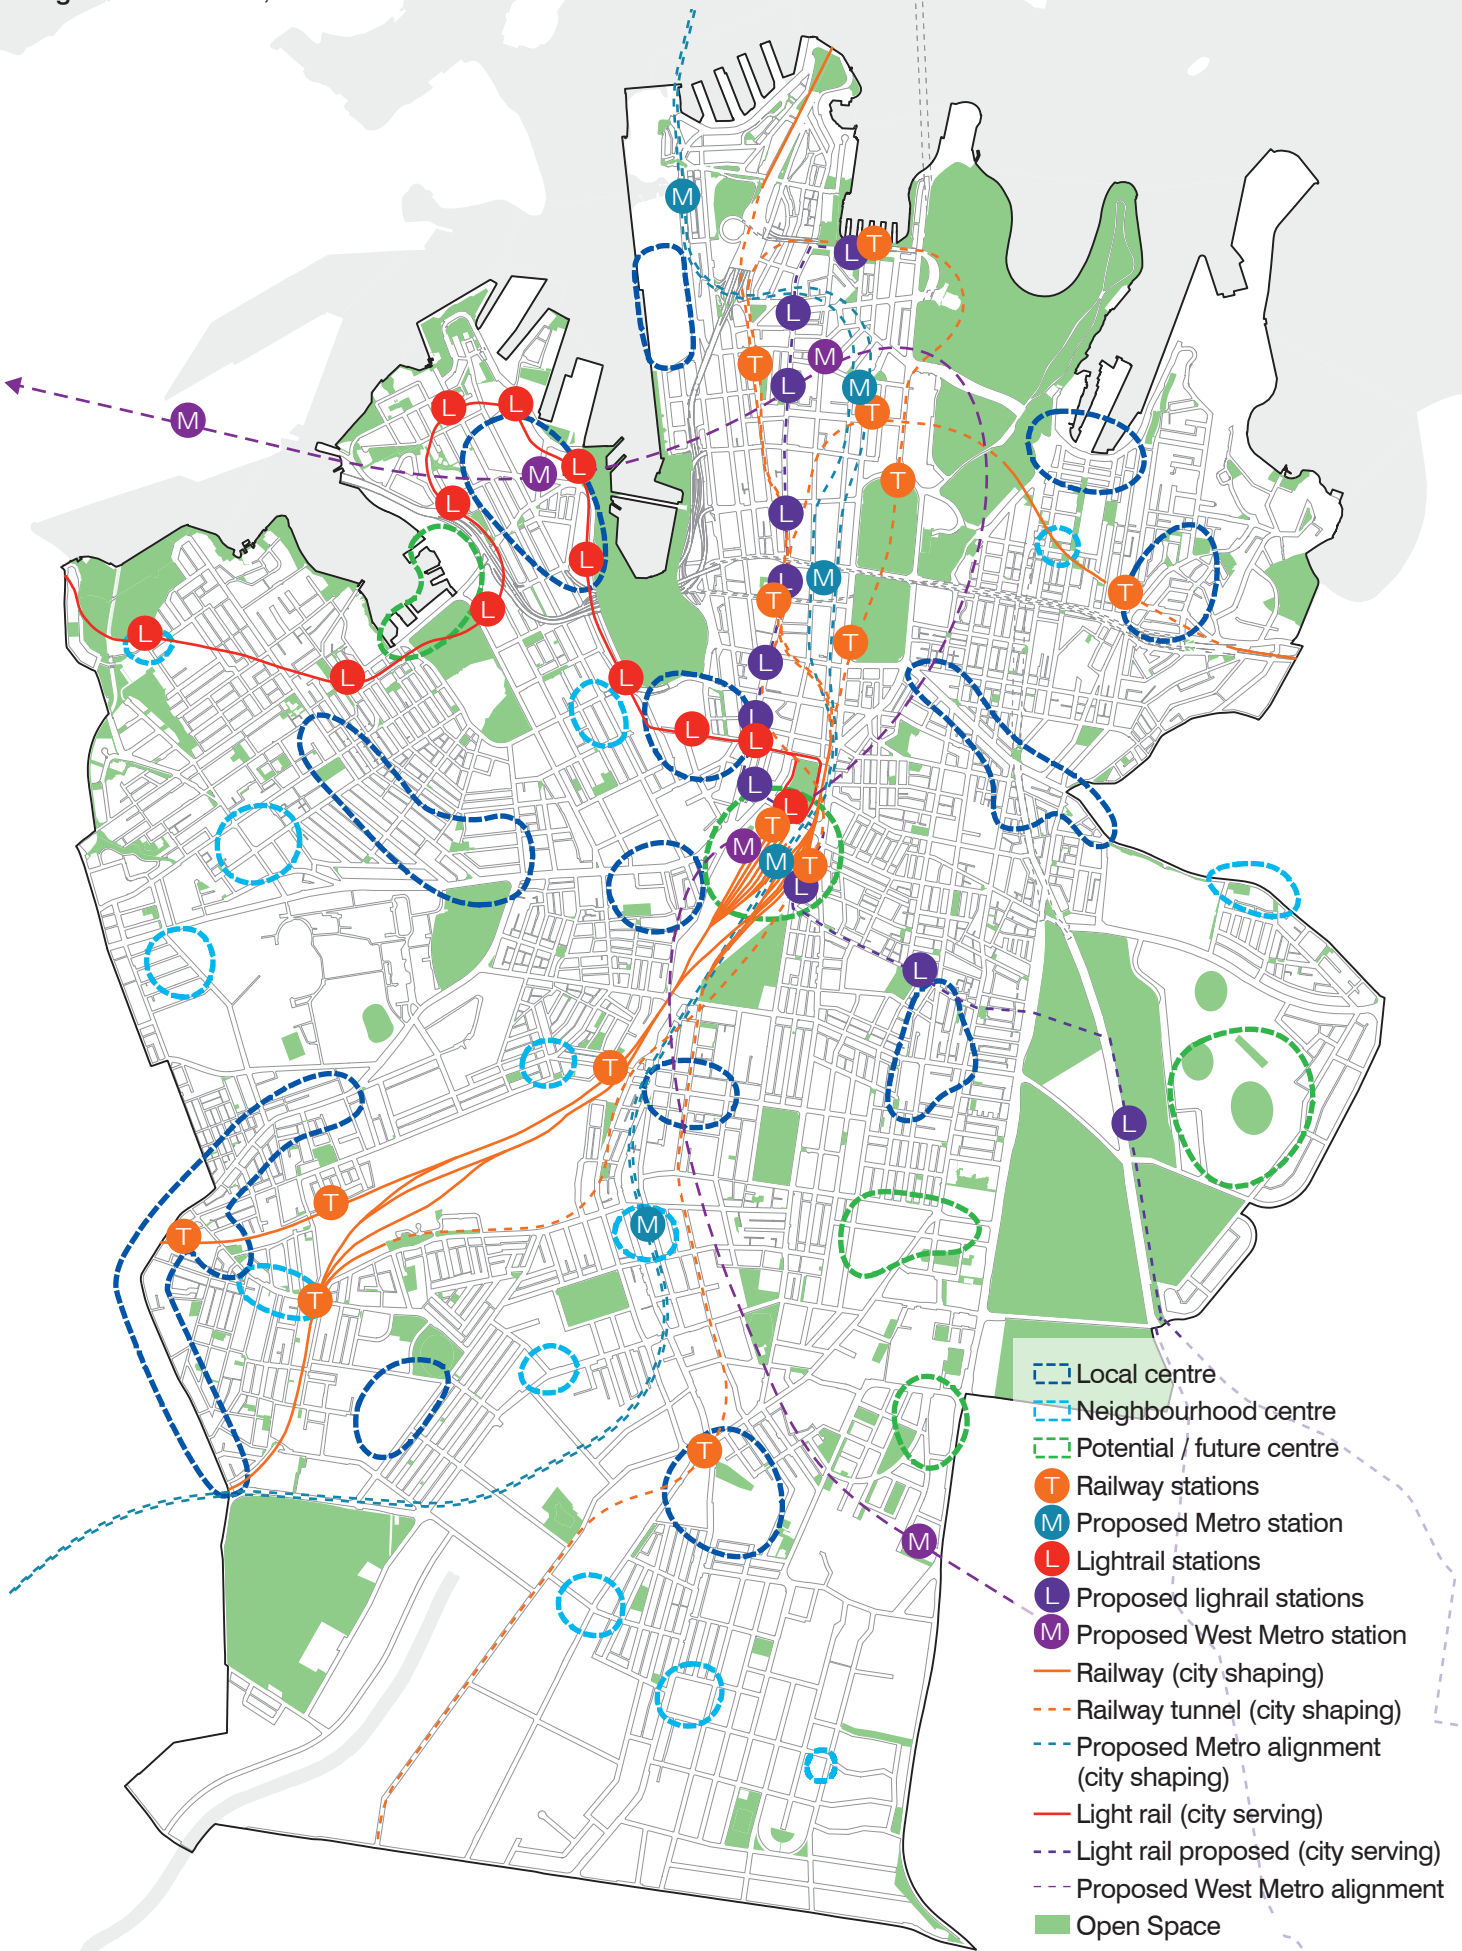 M
L
T
L
M
T
L
M
M
T
L
L
M
L
M
L
T
L
L
L
M
L
T
T
L
L
T
L
L
L
L
L
L
L
L
T
M
M
T
L
L
T
L
T
T
M
T
T
M
Local centre
Neighbourhood centre
Potential / future centre
T Railway stations
M Proposed Metro station
L Lightrail stations
L Proposed lighrail stations
M Proposed West Metro station
Railway (city shaping)
Railway tunnel (city shaping)
Proposed Metro alignment
(city shaping)
Light rail (city serving)
Light rail proposed (city serving)
Proposed West Metro alignment
Open Space